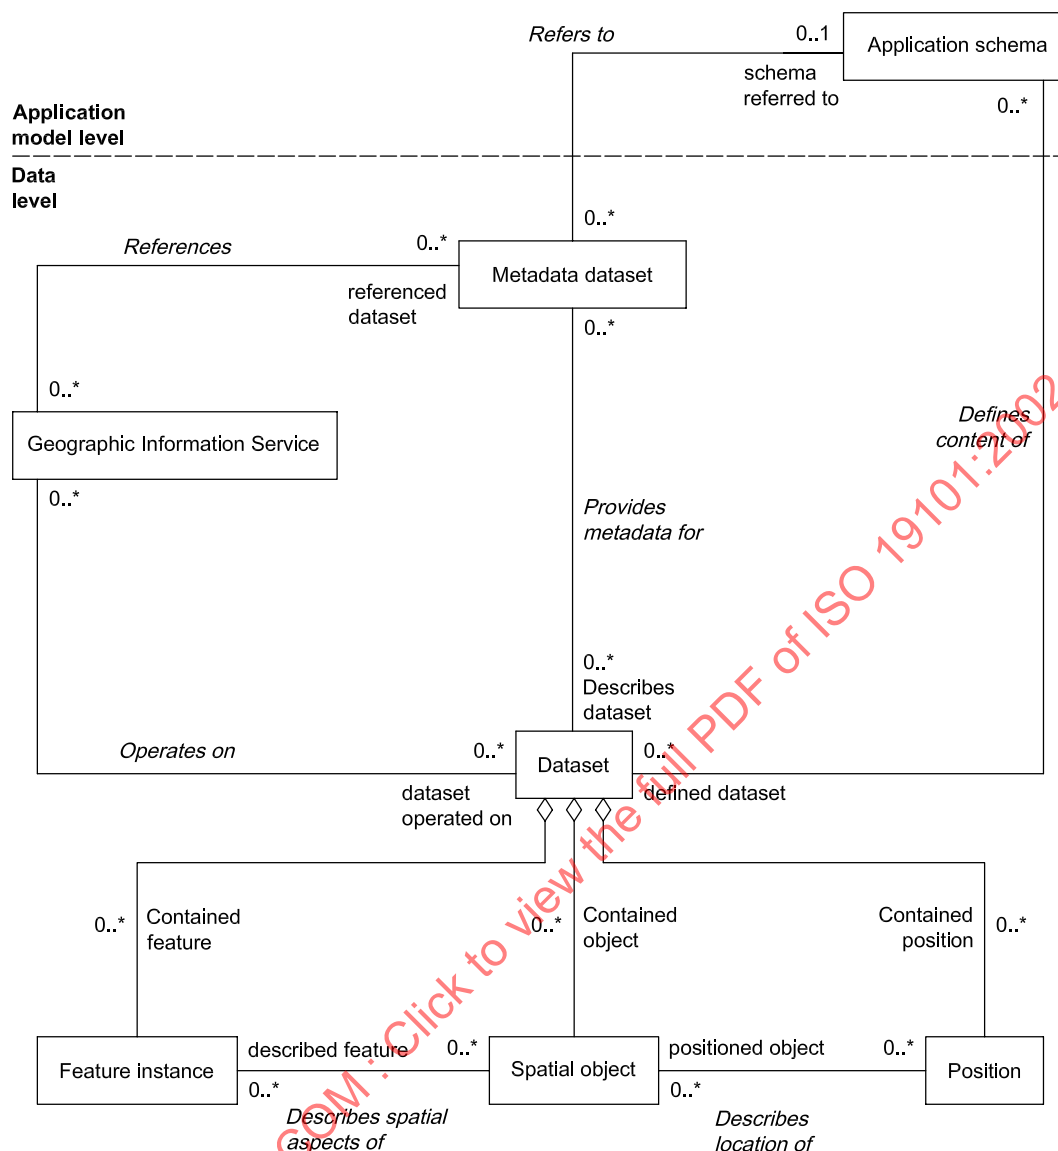 Refers to
0..1
Application schema
schema
referred to
0..*
Application
model level
Data
level
0..*
References
0..*
Metadata dataset
referenced
dataset
0..*
0..*
Geographic Information Service
0..*
Defines
content of
Provides
metadata for
0..*
Describes
dataset
Operates on
0..*
Dataset
0..*
dataset
operated on
defined dataset
0..*
Contained
feature
0..*
Contained
object
Contained
position
0..*
Feature instance
described feature
0..*
0..*
Spatial object
positioned object
0..*
0..*
Position
Describes spatial
aspects of
Describes
location of
COM : Click to view the full PDF of ISO 19101:2002